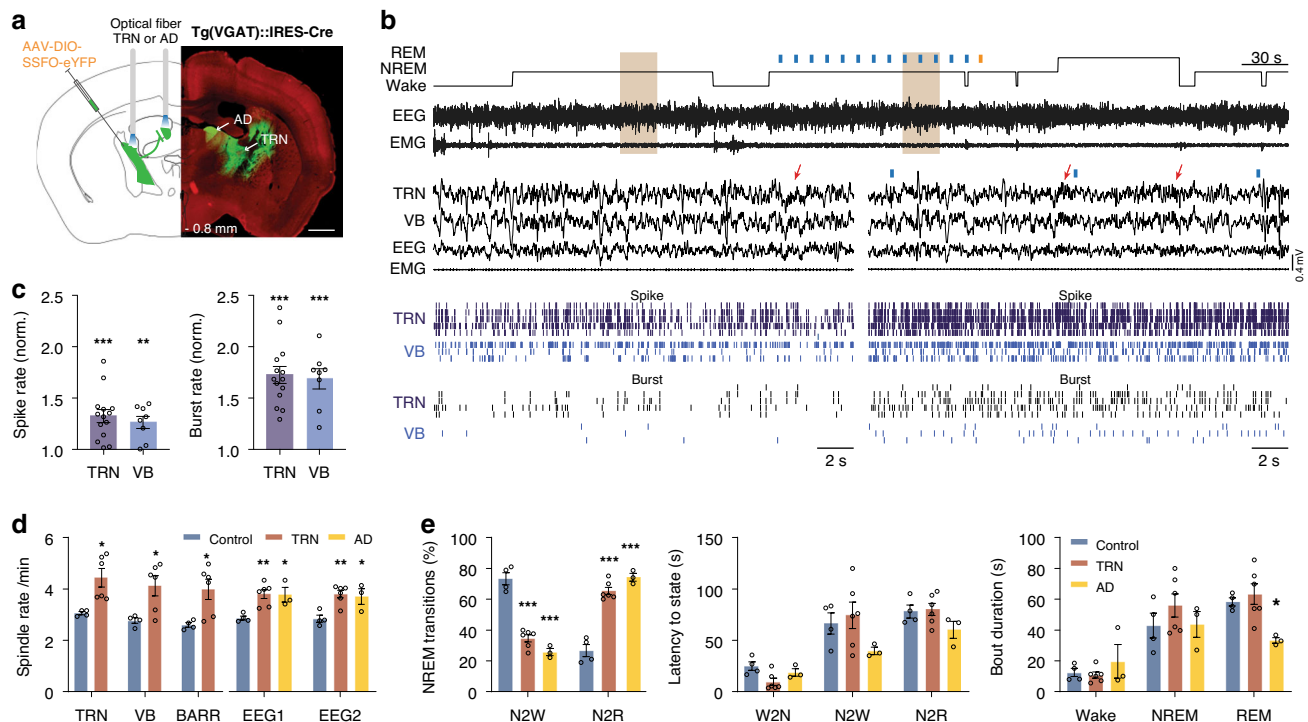 a
AAV-DIO-
SSFO-eYFP
Optical fiber
TRN or AD
Tg(VGAT)::IRES-Cre
AD
TRN
- 0.8 mm
b
REM
NREM
Wake
30 s
EEG
EMG
TRN
VB
EEG
EMG
0.4 mV
Spike
Spike
TRN
VB
Burst
Burst
TRN
VB
2 s
2 s
c
Spike rate (norm.)
2.5
2.0
1.5
1.0
***
**
TRN
VB
Burst rate (norm.)
2.5
2.0
1.5
1.0
***
***
TRN
VB
d
Control
TRN
AD
Spindle rate /min
6
4
2
0
*
*
*
**
*
**
*
TRN
VB
BARR
EEG1
EEG2
e
NREM transitions (%)
100
80
60
40
20
0
***
***
***
***
N2W
N2R
Latency to state (s)
150
100
50
0
W2N
N2W
N2R
Bout duration (s)
100
80
60
40
20
0
Control
TRN
AD
*
Wake
NREM
REM